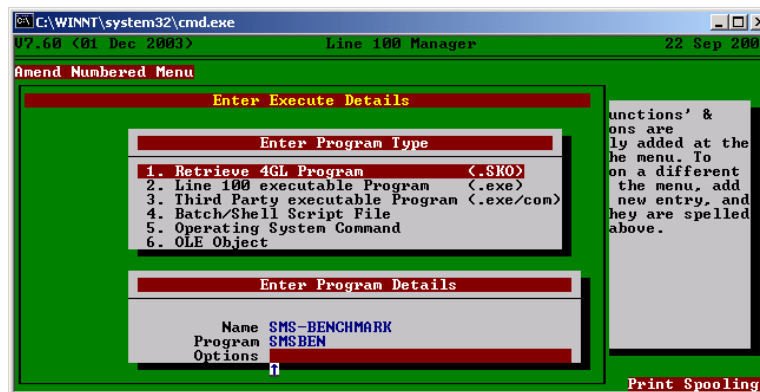 C:\WINNT\system32\cmd.exe
V7.60 (01 Dec 2003) Line 100 Manager 22 Sep 200
Amend Numbered Menu
Enter Execute Details
Enter Program Type
1. Retrieve 4GL Program (.SKO)
2. Line 100 executable Program (.exe)
3. Third Party executable Program (.exe/com)
4. Batch/Shell Script File
5. Operating System Command
6. OLE Object
unctions' &
ons are
ly added at the
he menu. To
on a different
the menu, add
new entry, and
hey are spelled
above.
Enter Program Details
Name SMS-BENCHMARK
Program SMSBEN
Options
Print Spooling